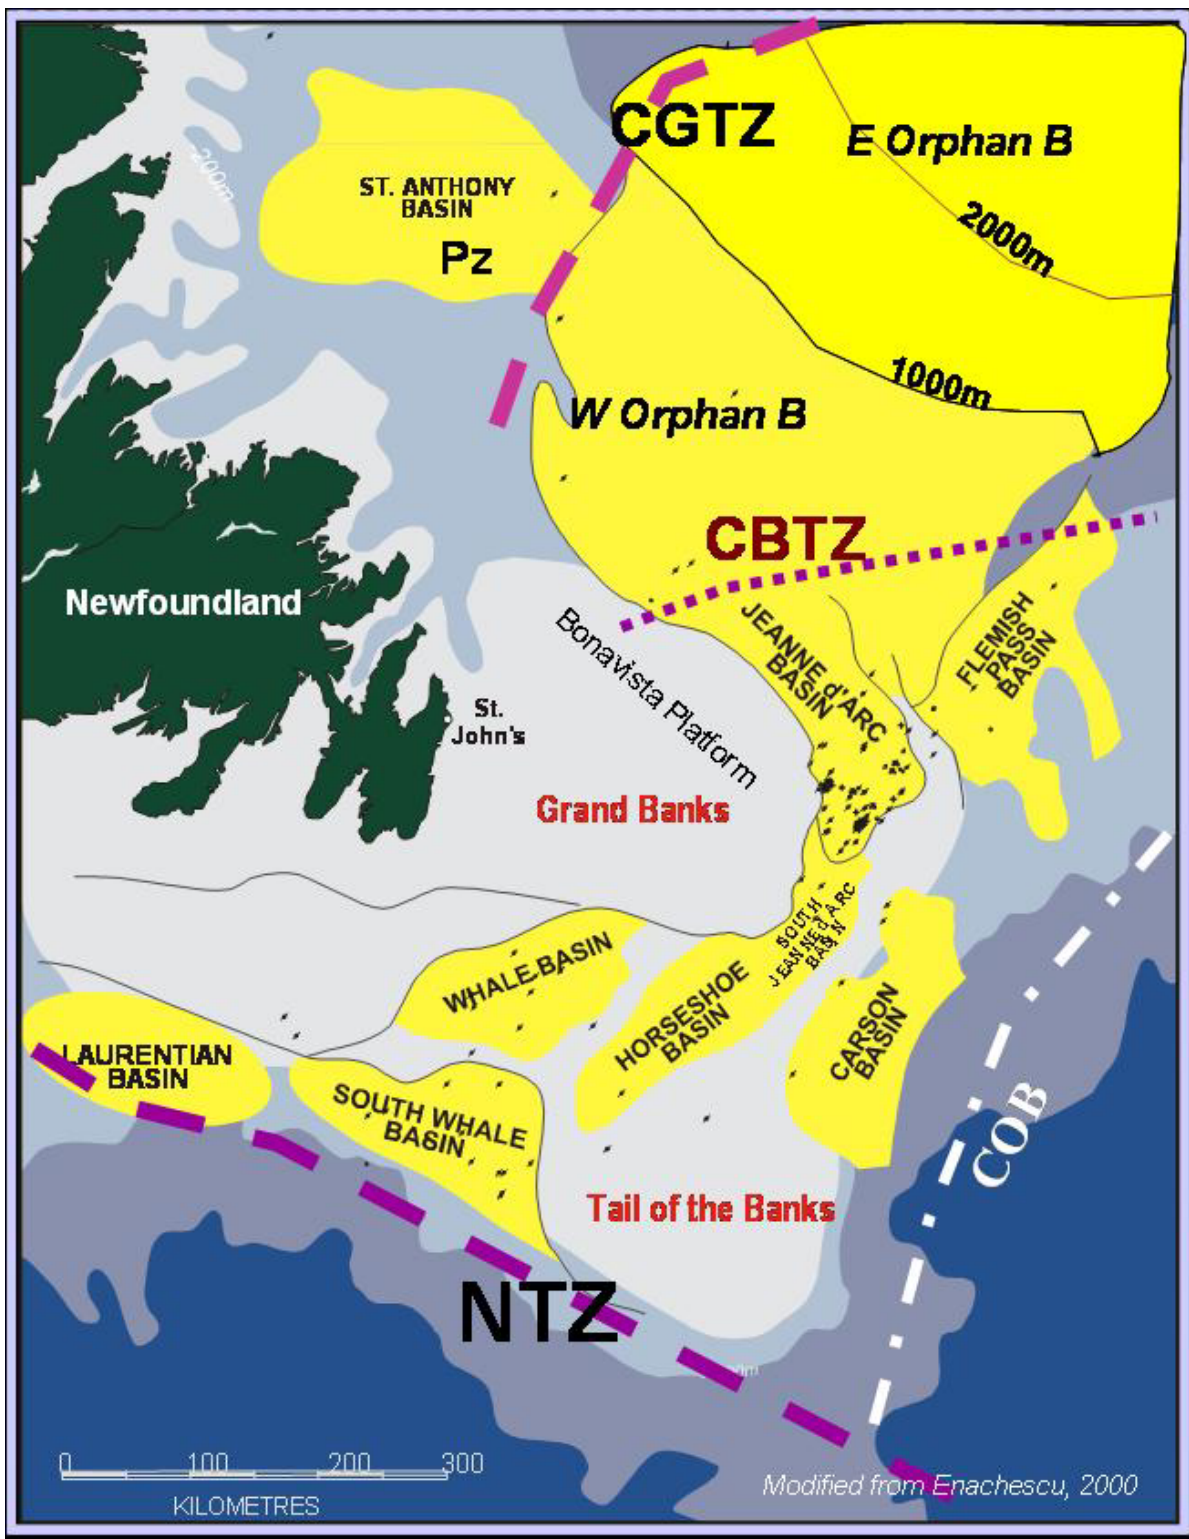 CGTZ
E Orphan B
-200m
ST. ANTHONY
BASIN
Pz
2000m
1000m
W Orphan B
CBTZ
Newfoundland
Bonavista Platform
JEANNE d'ARC
BASIN
FLEMISH
PASS
BASIN
St.
John's
Grand Banks
SOUTH
JEANNE d'ARC
BASIN
WHALE BASIN
HORSESHOE
BASIN
CARSON
BASIN
LAURENTIAN
BASIN
SOUTH WHALE
BASIN
COB
Tail of the Banks
NTZ
0 100 200 300
KILOMETRES
Modified from Enachescu, 2000